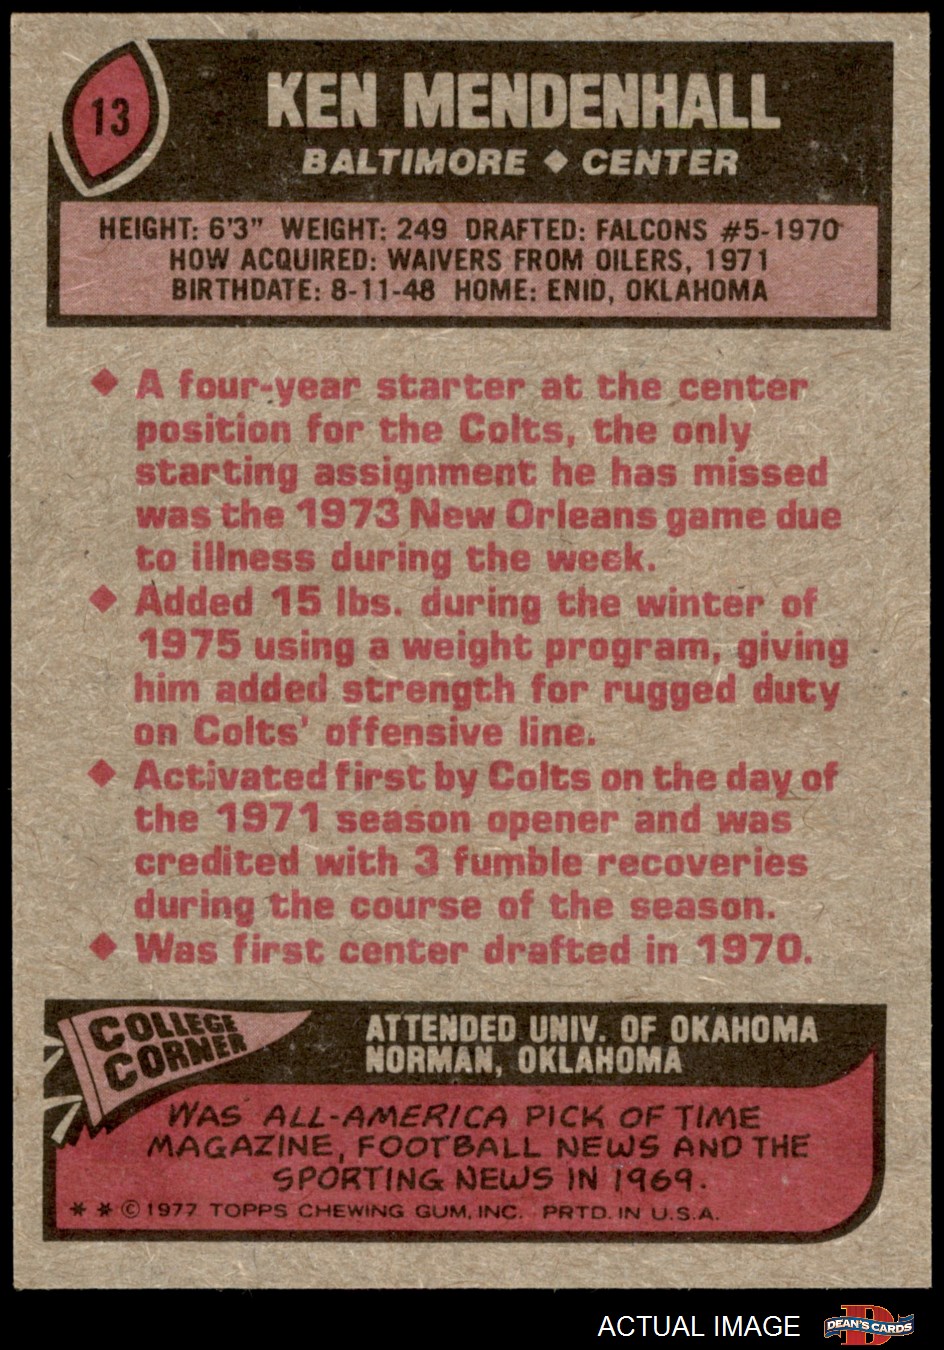 13
KEN MENDENHALL
BALTIMORE ◆ CENTER
HEIGHT: 6'3" WEIGHT: 249 DRAFTED: FALCONS #5-1970
HOW ACQUIRED: WAIVERS FROM OILERS, 1971
BIRTHDATE: 8-11-48 HOME: ENID, OKLAHOMA
◆ A four-year starter at the center
position for the Colts, the only
starting assignment he has missed
was the 1973 New Orleans game due
to illness during the week.
◆ Added 15 lbs. during the winter of
1975 using a weight program, giving
him added strength for rugged duty
on Colts' offensive line.
◆ Activated first by Colts on the day of
the 1971 season opener and was
credited with 3 fumble recoveries
during the course of the season.
◆ Was first center drafted in 1970.
COLLEGE
CORNER
ATTENDED UNIV. OF OKAHOMA
NORMAN, OKLAHOMA
WAS ALL-AMERICA PICK OF TIME
MAGAZINE, FOOTBALL NEWS AND THE
SPORTING NEWS IN 1969.
* * © 1977 TOPPS CHEWING GUM, INC. PRTD. IN U.S.A.
ACTUAL IMAGE
D
DEAN'S CARDS